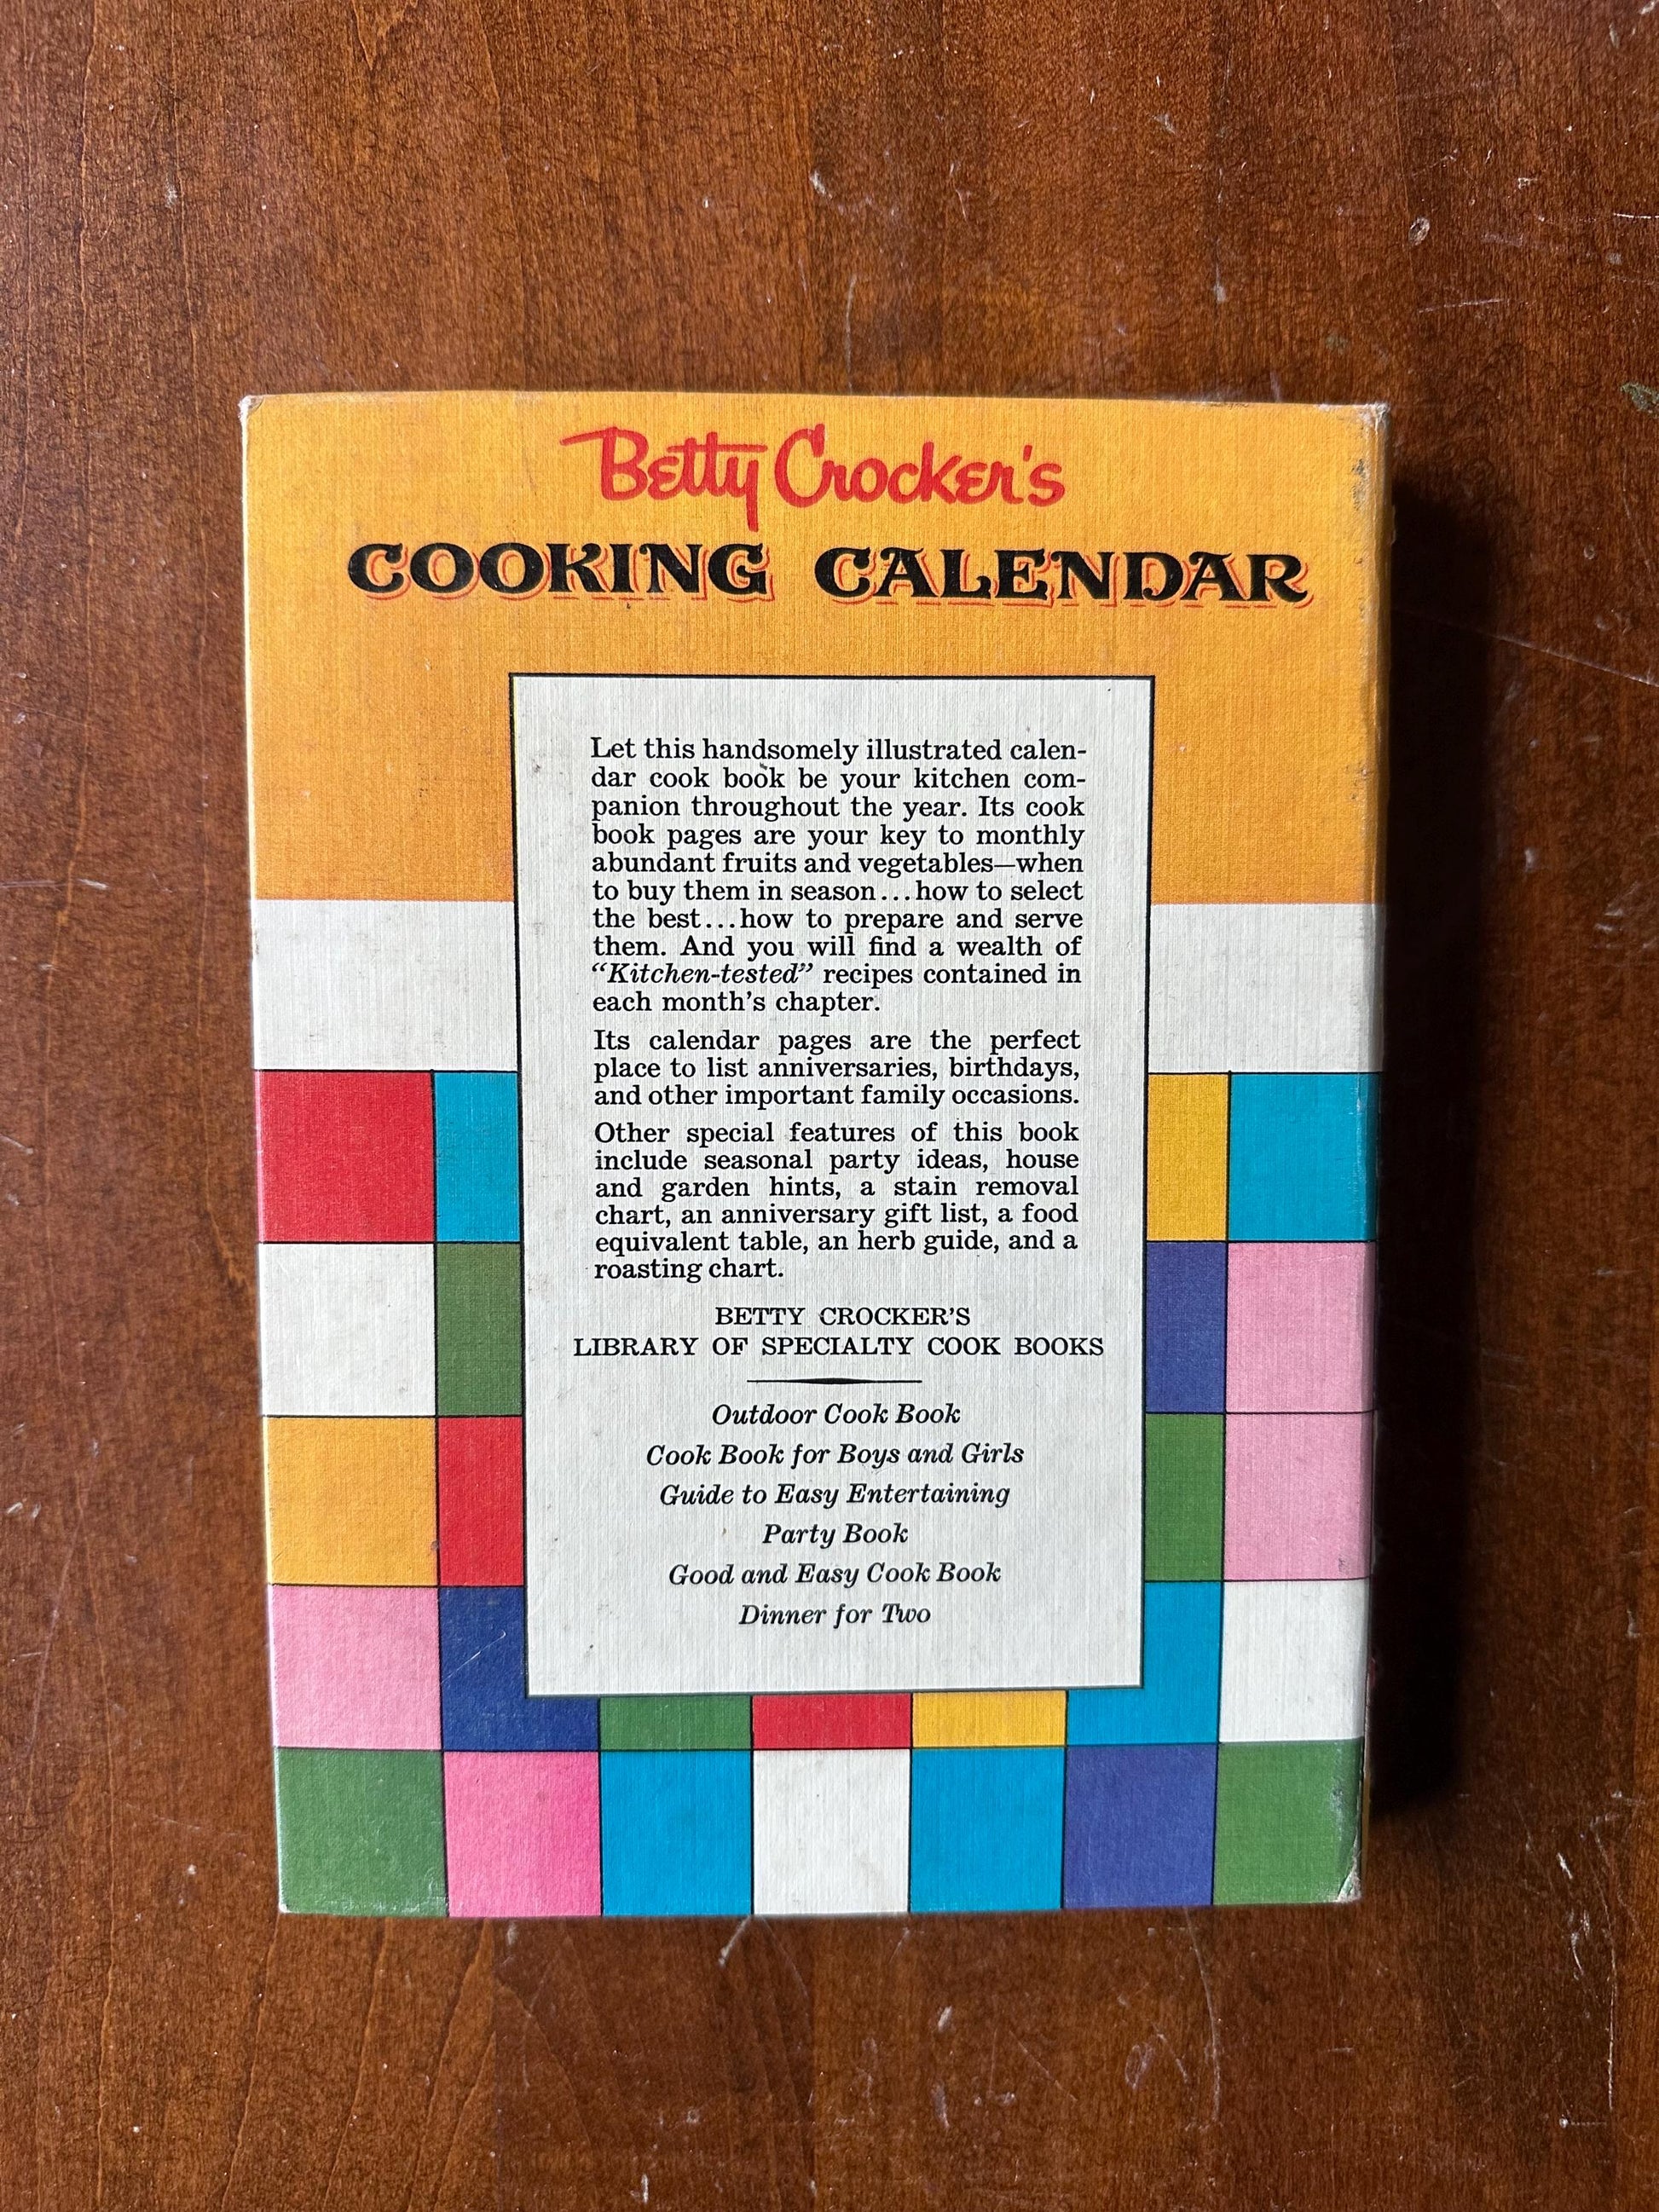 Betty Crocker's
COOKING CALENDAR
Let this handsomely illustrated calen-
dar cook book be your kitchen com-
panion throughout the year. Its cook
book pages are your key to monthly
abundant fruits and vegetables—when
to buy them in season...how to select
the best...how to prepare and serve
them. And you will find a wealth of
“Kitchen-tested” recipes contained in
each month's chapter.
Its calendar pages are the perfect
place to list anniversaries, birthdays,
and other important family occasions.
Other special features of this book
include seasonal party ideas, house
and garden hints, a stain removal
chart, an anniversary gift list, a food
equivalent table, an herb guide, and a
roasting chart.
BETTY CROCKER'S
LIBRARY OF SPECIALTY COOK BOOKS
Outdoor Cook Book
Cook Book for Boys and Girls
Guide to Easy Entertaining
Party Book
Good and Easy Cook Book
Dinner for Two